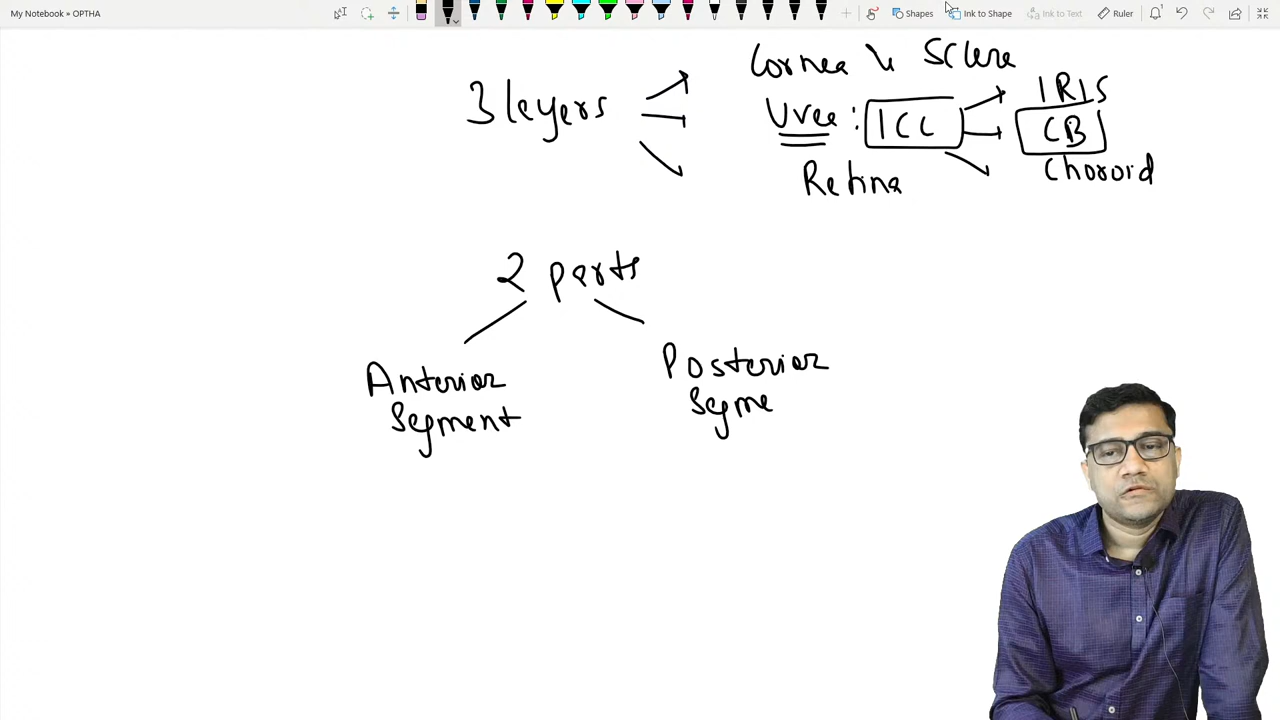 My Notebook » OPTHA
Shapes
Ink to Shape
Ink to Text
Ruler
3 layers
Cornea & Sclera
Uvea : ICC
IRIS
CB
Choroid
Retina
2 parts
Anterior
Segment
Posterior
Segme